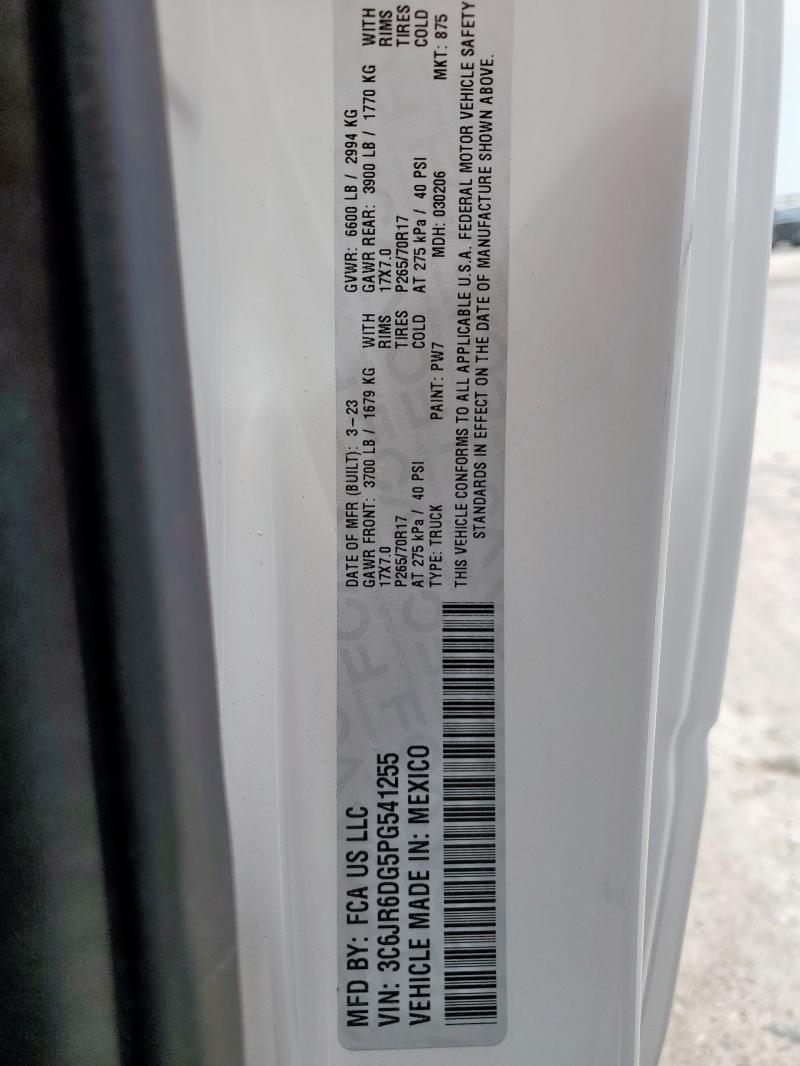 MFD BY: FCA US LLC
VIN: 3C6JR6DG5PG541255
VEHICLE MADE IN: MEXICO
DATE OF MFR (BUILT): 3-23
GAWR FRONT: 3700 LB / 1679 KG WITH
17X7.0 RIMS
P265/70R17 TIRES
AT 275 kPa / 40 PSI COLD
GVWR: 6600 LB / 2994 KG
GAWR REAR: 3900 LB / 1770 KG WITH
17X7.0 RIMS
P265/70R17 TIRES
AT 275 kPa / 40 PSI COLD
TYPE: TRUCK PAINT: PW7 MDH: 030206 MKT: 875
THIS VEHICLE CONFORMS TO ALL APPLICABLE U.S.A. FEDERAL MOTOR VEHICLE SAFETY
STANDARDS IN EFFECT ON THE DATE OF MANUFACTURE SHOWN ABOVE.